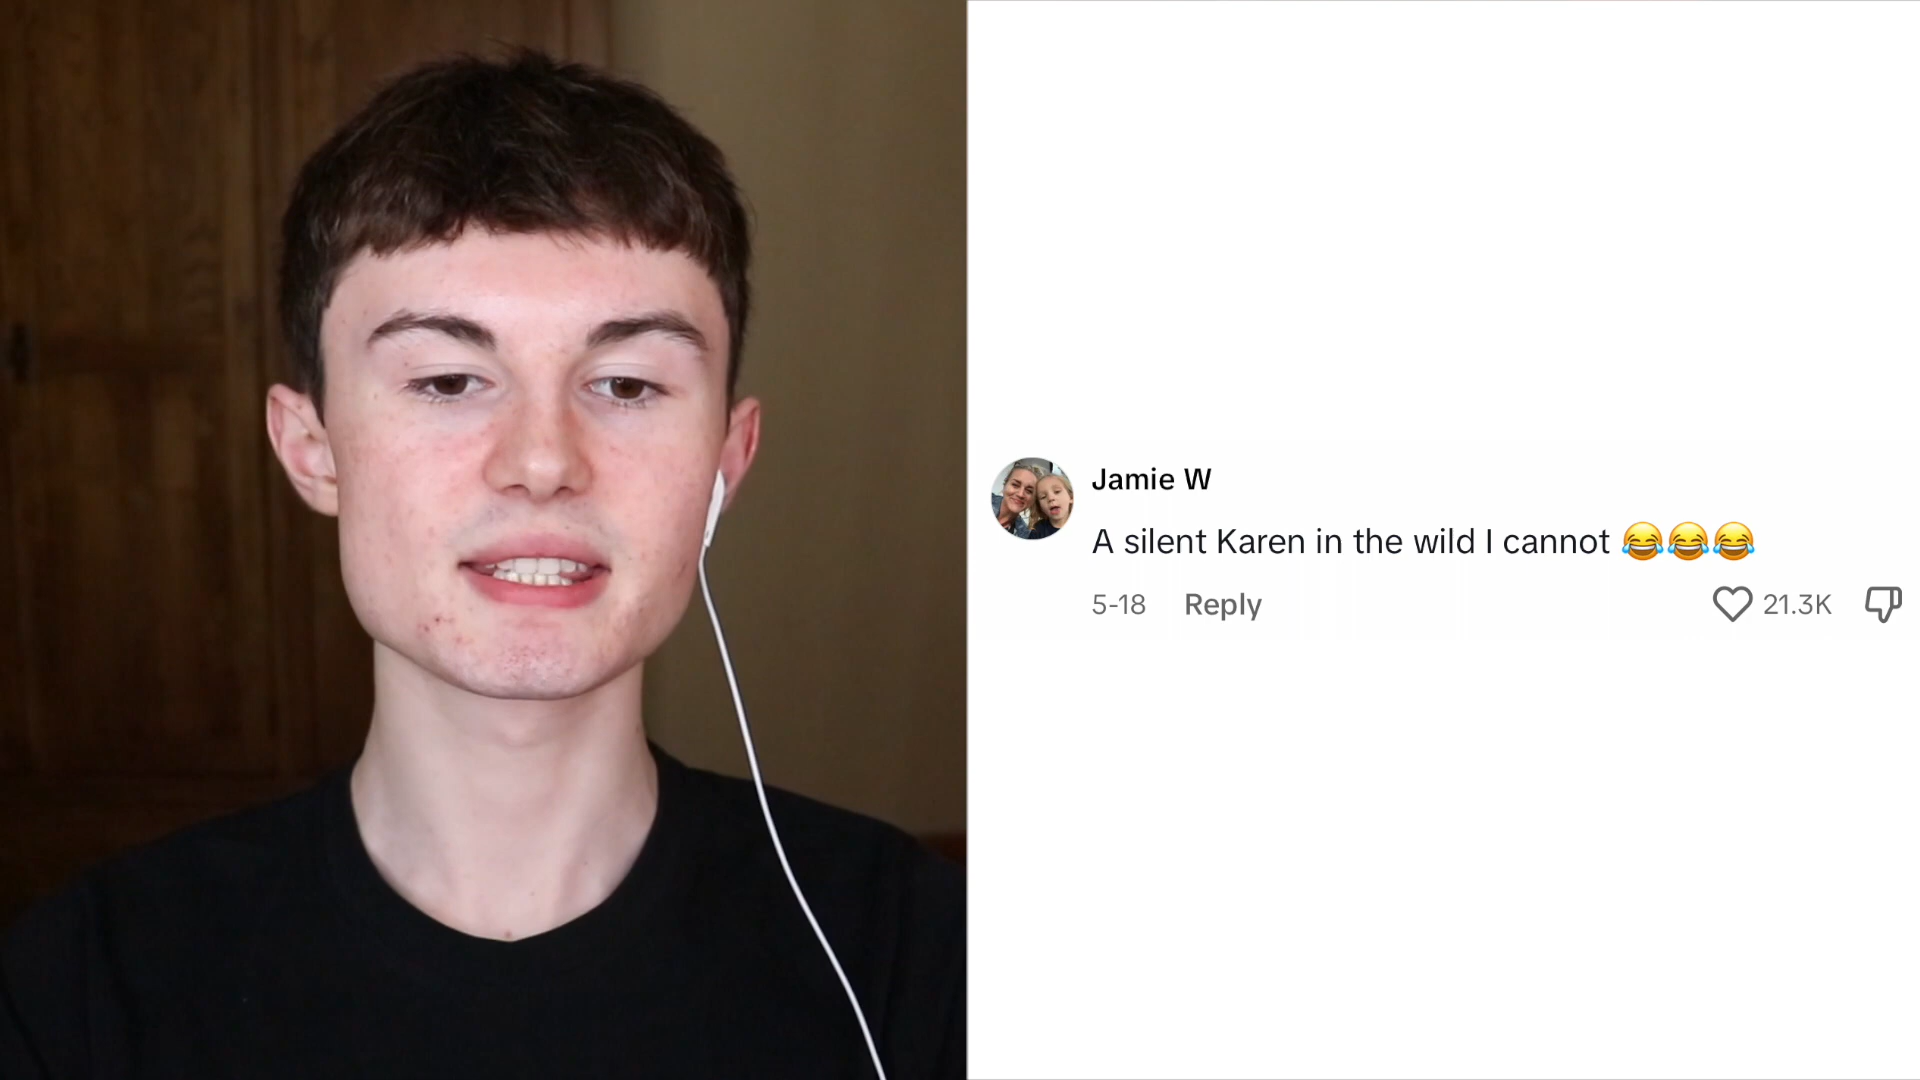 Jamie W
A silent Karen in the wild I cannot 😂😂😂
5-18 Reply 21.3K